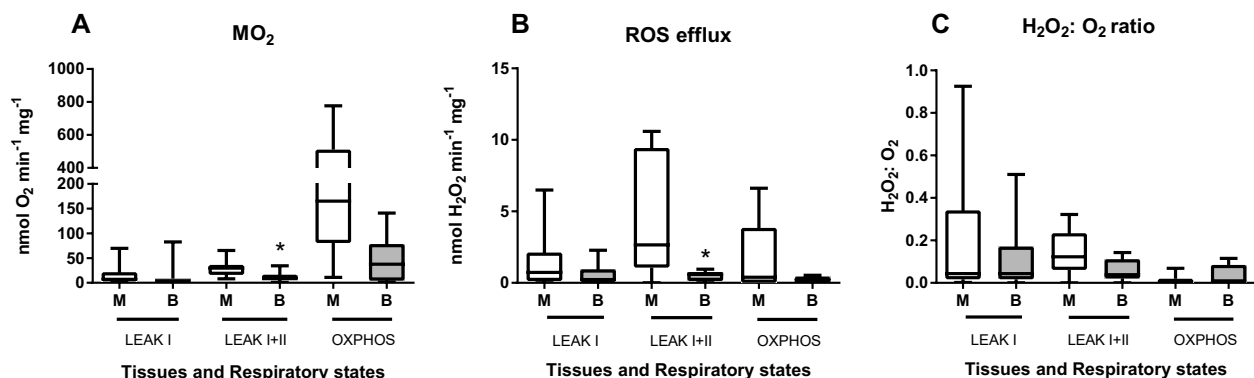 A
MO₂
nmol O₂ min⁻¹ mg⁻¹
1000
800
600
400
200
150
100
50
0
*
M B M B M B
LEAK I LEAK I+II OXPHOS
Tissues and Respiratory states
B
ROS efflux
nmol H₂O₂ min⁻¹ mg⁻¹
15
10
5
0
*
M B M B M B
LEAK I LEAK I+II OXPHOS
Tissues and Respiratory states
C
H₂O₂: O₂ ratio
H₂O₂: O₂
1.0
0.8
0.6
0.4
0.2
0.0
M B M B M B
LEAK I LEAK I+II OXPHOS
Tissues and Respiratory states